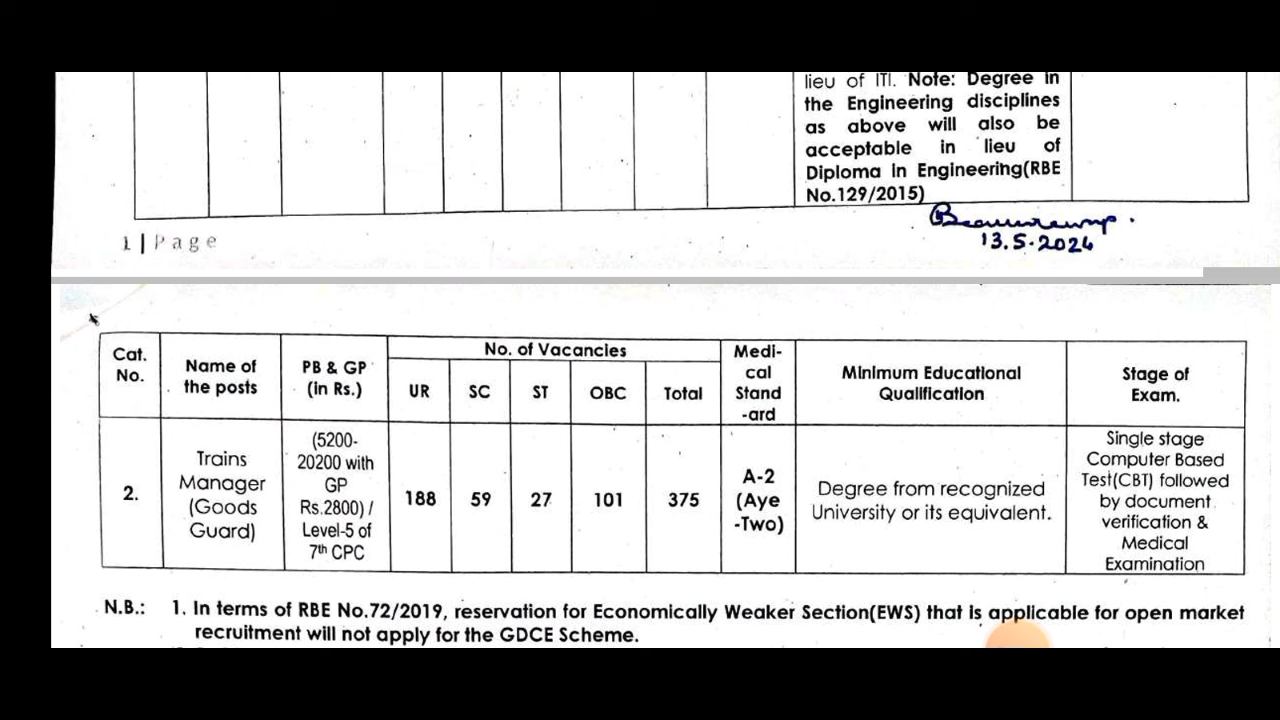 lieu of ITI. Note: Degree in
the Engineering disciplines
as above will also be
acceptable in lieu of
Diploma in Engineering(RBE
No.129/2015)
13.5.2024
1 | Page
Cat.
No.
Name of
the posts
PB & GP
(in Rs.)
No. of Vacancies
UR
SC
ST
OBC
Total
Medi-
cal
Stand
-ard
Minimum Educational
Qualification
Stage of
Exam.
2.
Trains
Manager
(Goods
Guard)
(5200-
20200 with
GP
Rs.2800) /
Level-5 of
7th CPC
188
59
27
101
375
A-2
(Aye
-Two)
Degree from recognized
University or its equivalent.
Single stage
Computer Based
Test(CBT) followed
by document
verification &
Medical
Examination
N.B.: 1. In terms of RBE No.72/2019, reservation for Economically Weaker Section(EWS) that is applicable for open market
recruitment will not apply for the GDCE Scheme.